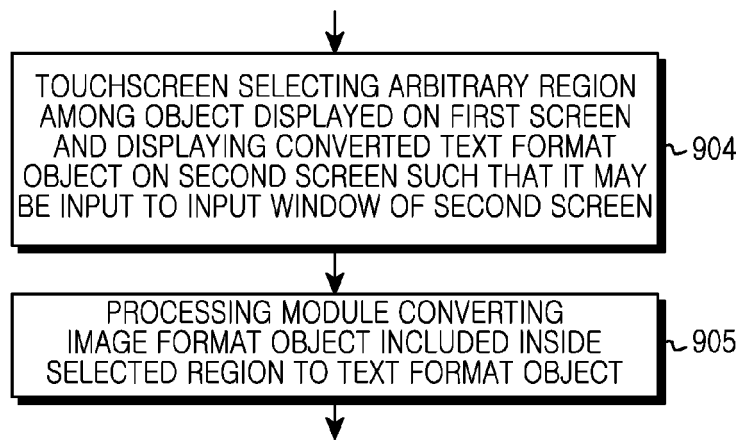 TOUCHSCREEN SELECTING ARBITRARY REGION
AMONG OBJECT DISPLAYED ON FIRST SCREEN
AND DISPLAYING CONVERTED TEXT FORMAT
OBJECT ON SECOND SCREEN SUCH THAT IT MAY
BE INPUT TO INPUT WINDOW OF SECOND SCREEN
904
PROCESSING MODULE CONVERTING
IMAGE FORMAT OBJECT INCLUDED INSIDE
SELECTED REGION TO TEXT FORMAT OBJECT
905